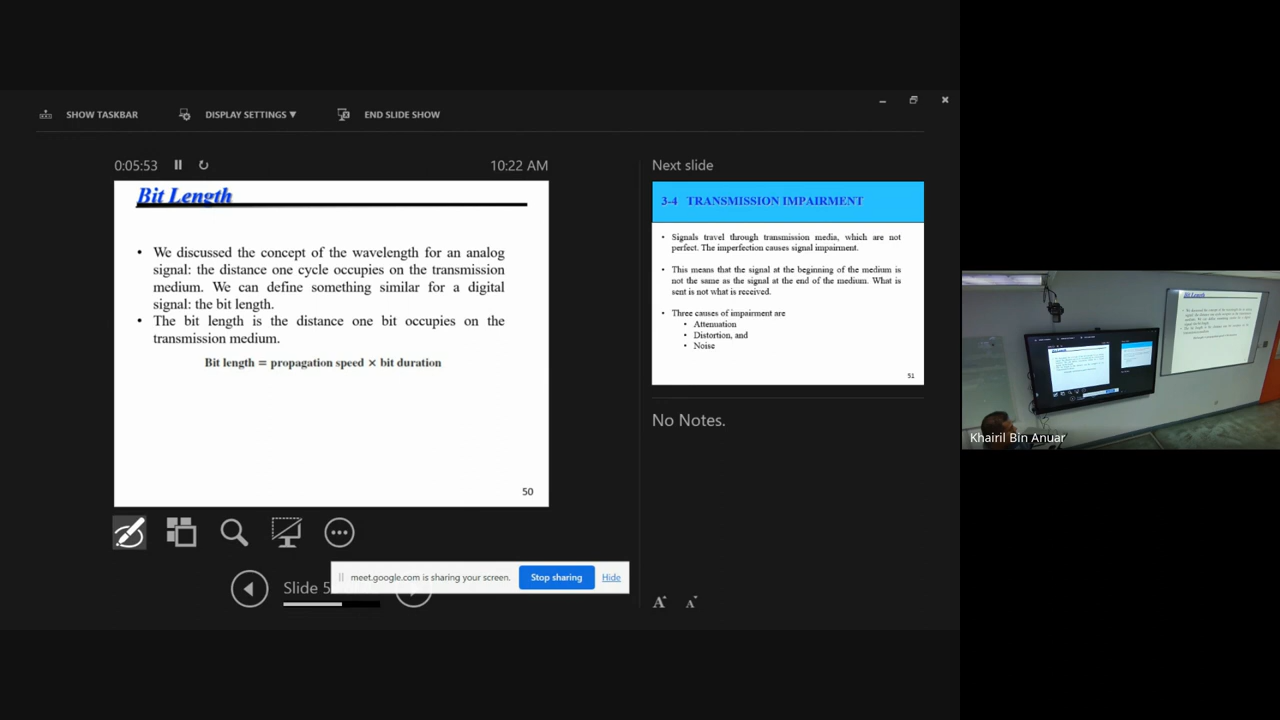 SHOW TASKBAR
DISPLAY SETTINGS ▼
END SLIDE SHOW
0:05:53
10:22 AM
Bit Length
• We discussed the concept of the wavelength for an analog
signal: the distance one cycle occupies on the transmission
medium. We can define something similar for a digital
signal: the bit length.
• The bit length is the distance one bit occupies on the
transmission medium.
Bit length = propagation speed × bit duration
50
Slide 5
meet.google.com is sharing your screen.
Stop sharing
Hide
Next slide
3-4 TRANSMISSION IMPAIRMENT
• Signals travel through transmission media, which are not
perfect. The imperfection causes signal impairment.
• This means that the signal at the beginning of the medium is
not the same as the signal at the end of the medium. What is
sent is not what is received.
• Three causes of impairment are
• Attenuation
• Distortion, and
• Noise
51
No Notes.
A A
Bit Length
Khairil Bin Anuar